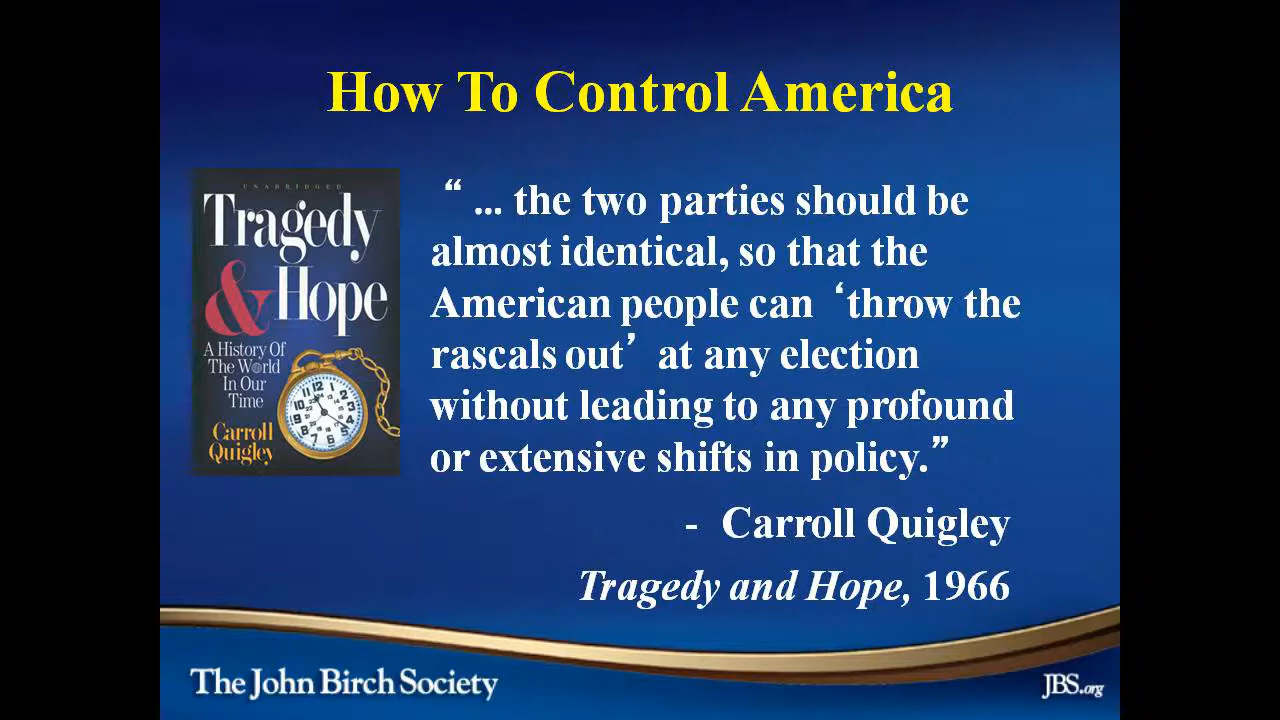 How To Control America
UNABRIDGED
Tragedy
& Hope
A History Of
The World
In Our
Time
Carroll
Quigley
“ ... the two parties should be
almost identical, so that the
American people can ‘throw the
rascals out’ at any election
without leading to any profound
or extensive shifts in policy.”
- Carroll Quigley
Tragedy and Hope, 1966
The John Birch Society
JBS.org